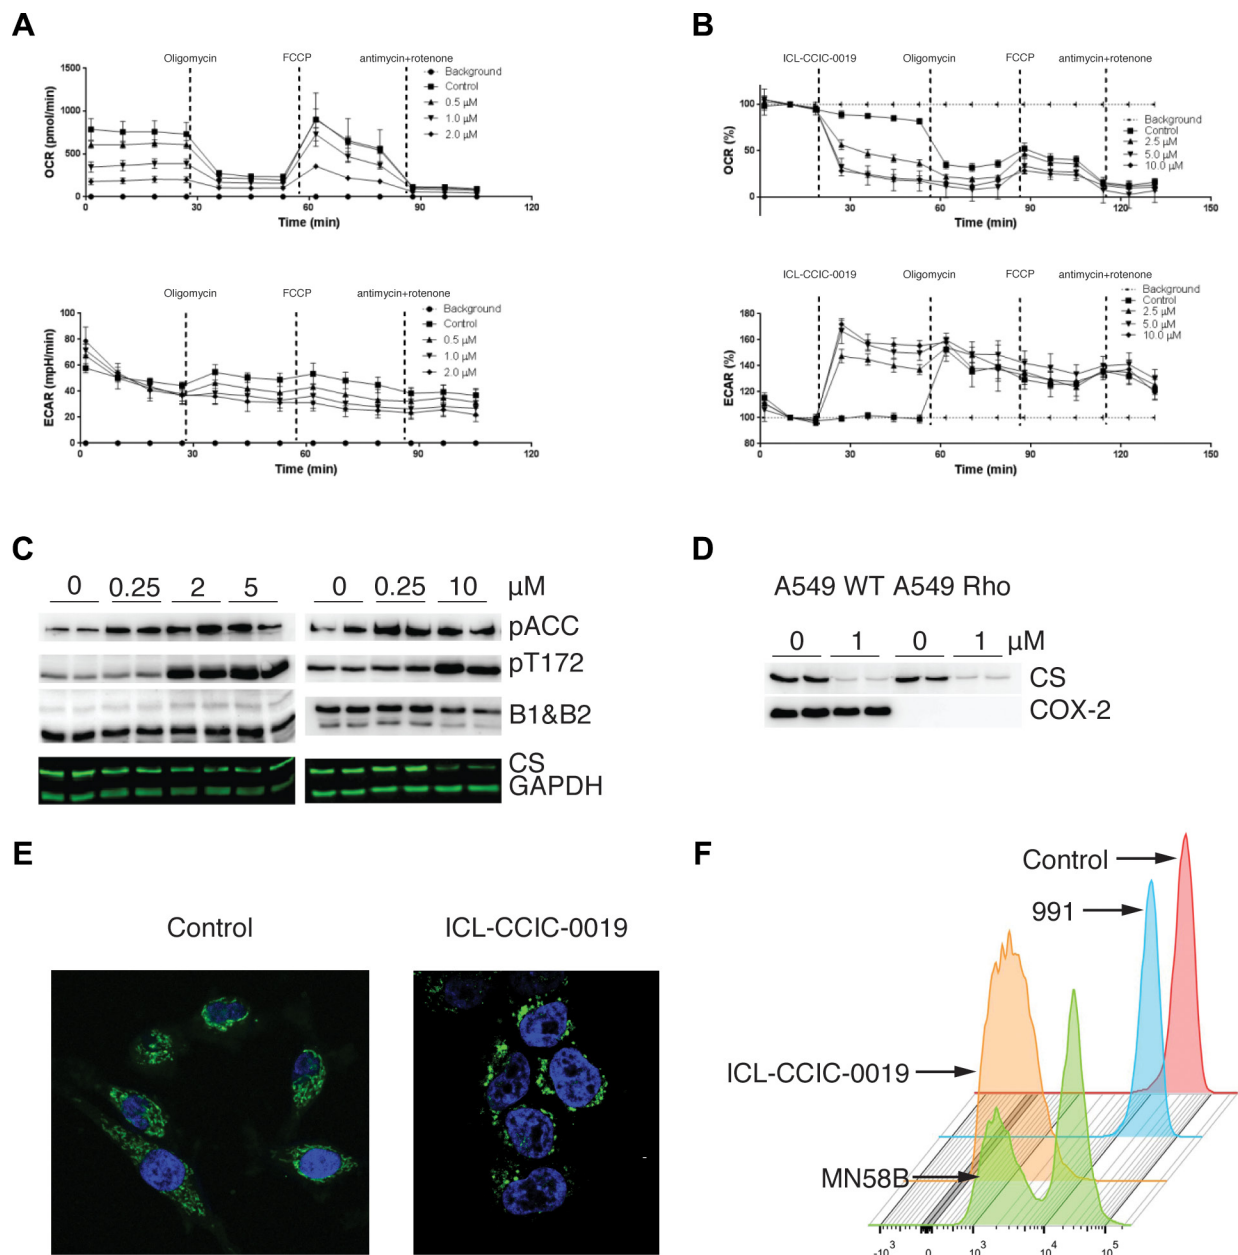 A
Oligomycin FCCP antimycin+rotenone
1500
1000
500
0
OCR (pmol/min)
Background
Control
0.5 µM
1.0 µM
2.0 µM
0 30 60 90 120
Time (min)
Oligomycin FCCP antimycin+rotenone
100
80
60
40
20
0
ECAR (mpH/min)
Background
Control
0.5 µM
1.0 µM
2.0 µM
0 30 60 90 120
Time (min)
B
ICL-CCIC-0019 Oligomycin FCCP antimycin+rotenone
100
50
0
OCR (%)
Background
Control
2.5 µM
5.0 µM
10.0 µM
30 60 90 120 150
Time (min)
ICL-CCIC-0019 Oligomycin FCCP antimycin+rotenone
180
160
140
120
100
80
ECAR (%)
Background
Control
2.5 µM
5.0 µM
10.0 µM
0 30 60 90 120 150
Time (min)
C
0 0.25 2 5 0 0.25 10 µM
pACC
pT172
B1&B2
CS
GAPDH
D
A549 WT A549 Rho
0 1 0 1 µM
CS
COX-2
E
Control ICL-CCIC-0019
F
Control
991
ICL-CCIC-0019
MN58B
-10³ 0 10³ 10⁴ 10⁵